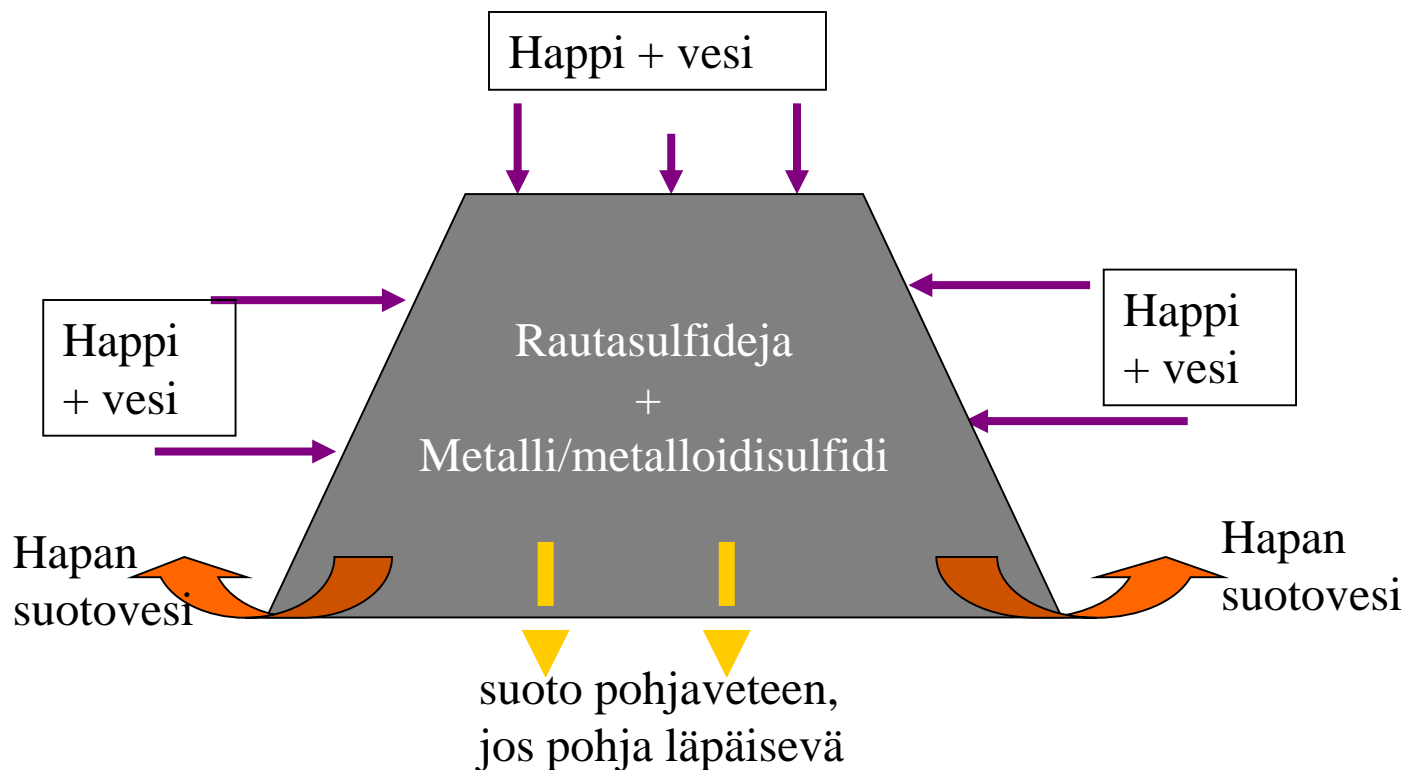 Happi + vesi
Happi
+ vesi
Happi
+ vesi
Rautasulfideja
+
Metalli/metalloidisulfidi
Hapan
suotovesi
Hapan
suotovesi
suoto pohjaveteen,
jos pohja läpäisevä